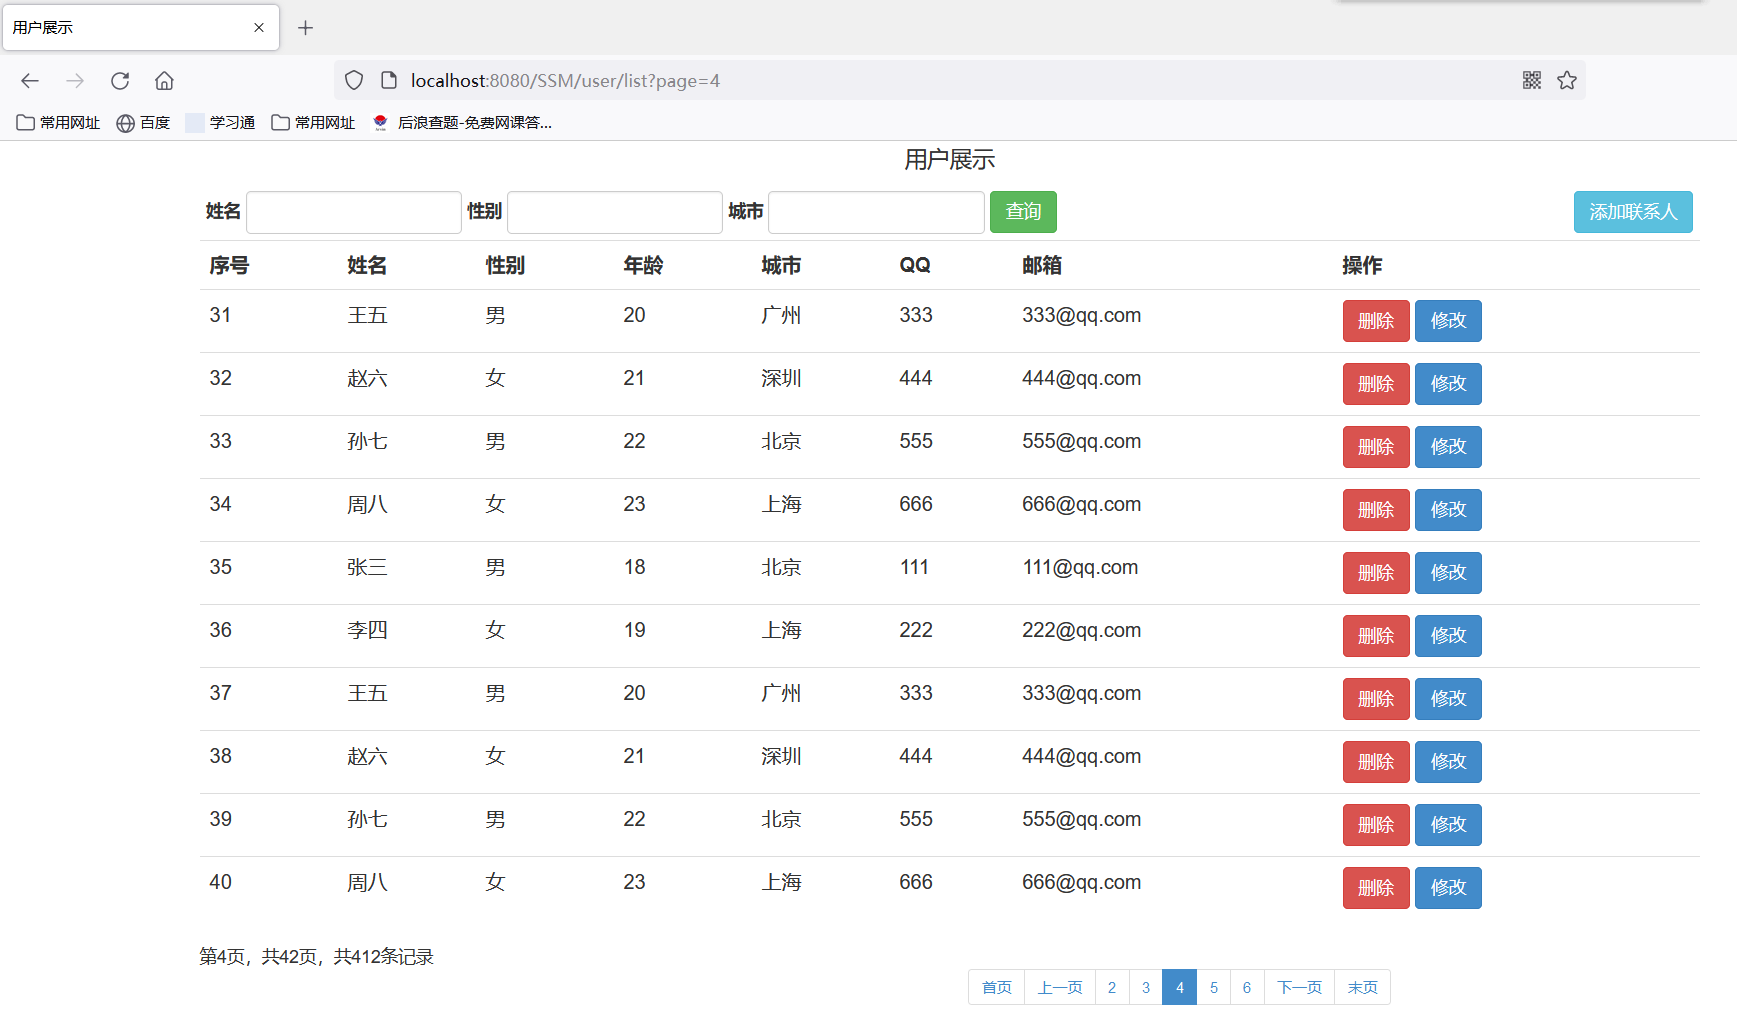 用户展示
localhost:8080/SSM/user/list?page=4
常用网址 百度 学习通 常用网址 后浪查题-免费网课答...
用户展示
姓名 性别 城市 查询 添加联系人
序号 姓名 性别 年龄 城市 QQ 邮箱 操作
31 王五 男 20 广州 333 333@qq.com 删除 修改
32 赵六 女 21 深圳 444 444@qq.com 删除 修改
33 孙七 男 22 北京 555 555@qq.com 删除 修改
34 周八 女 23 上海 666 666@qq.com 删除 修改
35 张三 男 18 北京 111 111@qq.com 删除 修改
36 李四 女 19 上海 222 222@qq.com 删除 修改
37 王五 男 20 广州 333 333@qq.com 删除 修改
38 赵六 女 21 深圳 444 444@qq.com 删除 修改
39 孙七 男 22 北京 555 555@qq.com 删除 修改
40 周八 女 23 上海 666 666@qq.com 删除 修改
第4页，共42页，共412条记录
首页 上一页 2 3 4 5 6 下一页 末页